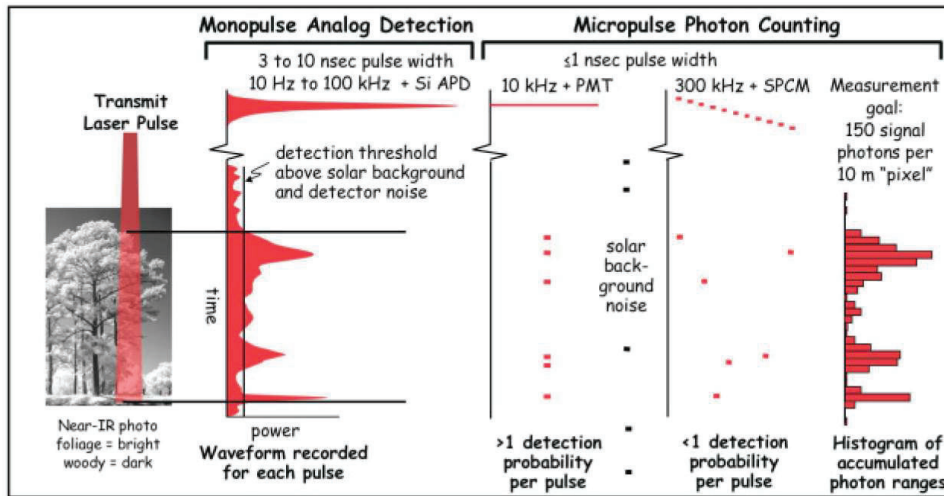 Monopulse Analog Detection
Micropulse Photon Counting
3 to 10 nsec pulse width
10 Hz to 100 kHz + Si APD
≤1 nsec pulse width
10 kHz + PMT
300 kHz + SPCM
Measurement
goal:
150 signal
photons per
10 m "pixel"
Transmit
Laser Pulse
detection threshold
above solar background
and detector noise
time
solar
back-
ground
noise
power
Near-IR photo
foliage = bright
woody = dark
Waveform recorded
for each pulse
>1 detection
probability
per pulse
<1 detection
probability
per pulse
Histogram of
accumulated
photon ranges